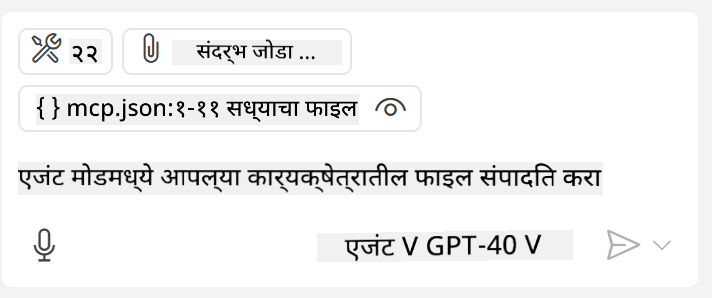 २२ संदर्भ जोडा ...
{ } mcp.json:१-११ सध्याचा फाइल
एजंट मोडमध्ये आपल्या कार्यक्षेत्रातील फाइल संपादित करा
एजंट V GPT-40 V